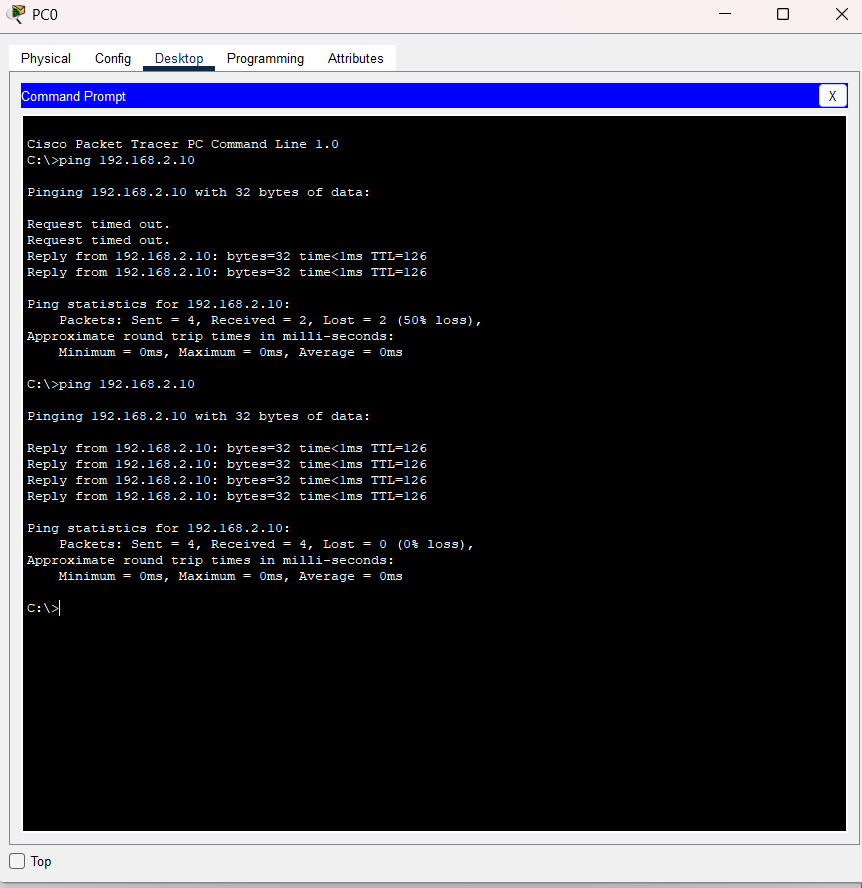 PC0
Physical Config Desktop Programming Attributes
Command Prompt X
Cisco Packet Tracer PC Command Line 1.0
C:\>ping 192.168.2.10
Pinging 192.168.2.10 with 32 bytes of data:
Request timed out.
Request timed out.
Reply from 192.168.2.10: bytes=32 time<1ms TTL=126
Reply from 192.168.2.10: bytes=32 time<1ms TTL=126
Ping statistics for 192.168.2.10:
Packets: Sent = 4, Received = 2, Lost = 2 (50% loss),
Approximate round trip times in milli-seconds:
Minimum = 0ms, Maximum = 0ms, Average = 0ms
C:\>ping 192.168.2.10
Pinging 192.168.2.10 with 32 bytes of data:
Reply from 192.168.2.10: bytes=32 time<1ms TTL=126
Reply from 192.168.2.10: bytes=32 time<1ms TTL=126
Reply from 192.168.2.10: bytes=32 time<1ms TTL=126
Reply from 192.168.2.10: bytes=32 time<1ms TTL=126
Ping statistics for 192.168.2.10:
Packets: Sent = 4, Received = 4, Lost = 0 (0% loss),
Approximate round trip times in milli-seconds:
Minimum = 0ms, Maximum = 0ms, Average = 0ms
C:\>
Top